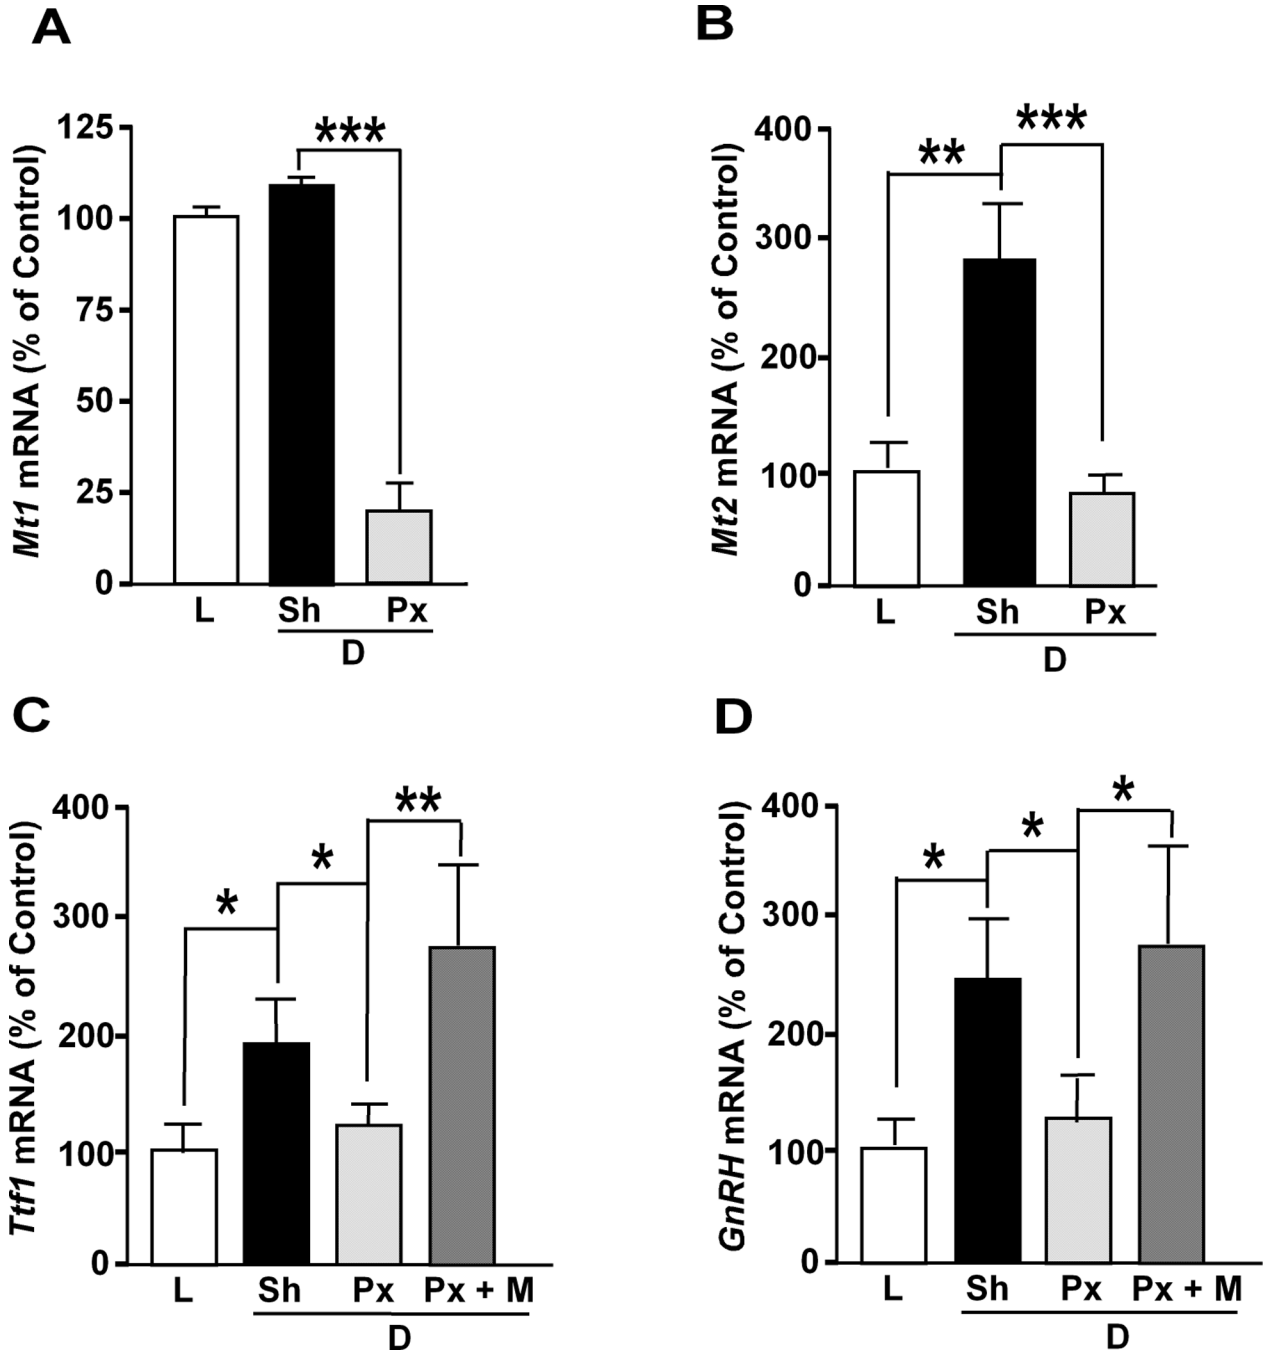 A
Mt1 mRNA (% of Control)
125
100
75
50
25
0
***
L Sh Px
D
B
Mt2 mRNA (% of Control)
400
300
200
100
0
** ***
L Sh Px
D
C
Ttf1 mRNA (% of Control)
400
300
200
100
0
* * **
L Sh Px Px + M
D
D
GnRH mRNA (% of Control)
400
300
200
100
0
* * *
L Sh Px Px + M
D